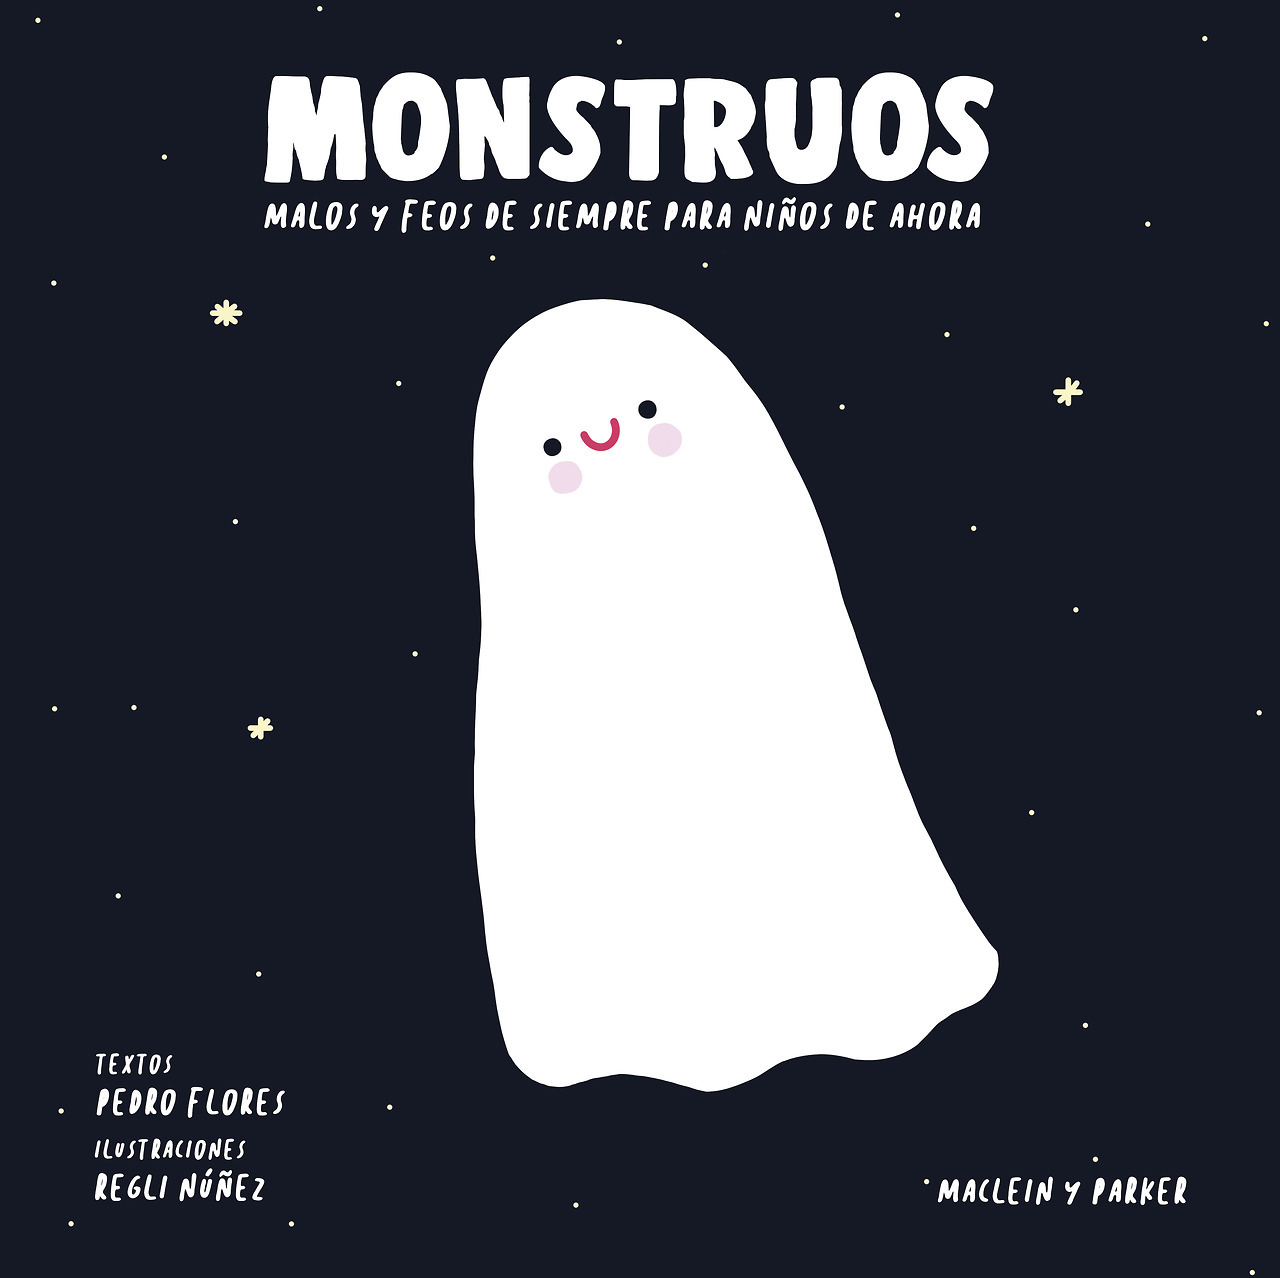 MONSTRUOS
MALOS Y FEOS DE SIEMPRE PARA NIÑOS DE AHORA
TEXTOS
PEDRO FLORES
ILUSTRACIONES
REGLI NÚÑEZ
MACLEIN Y PARKER